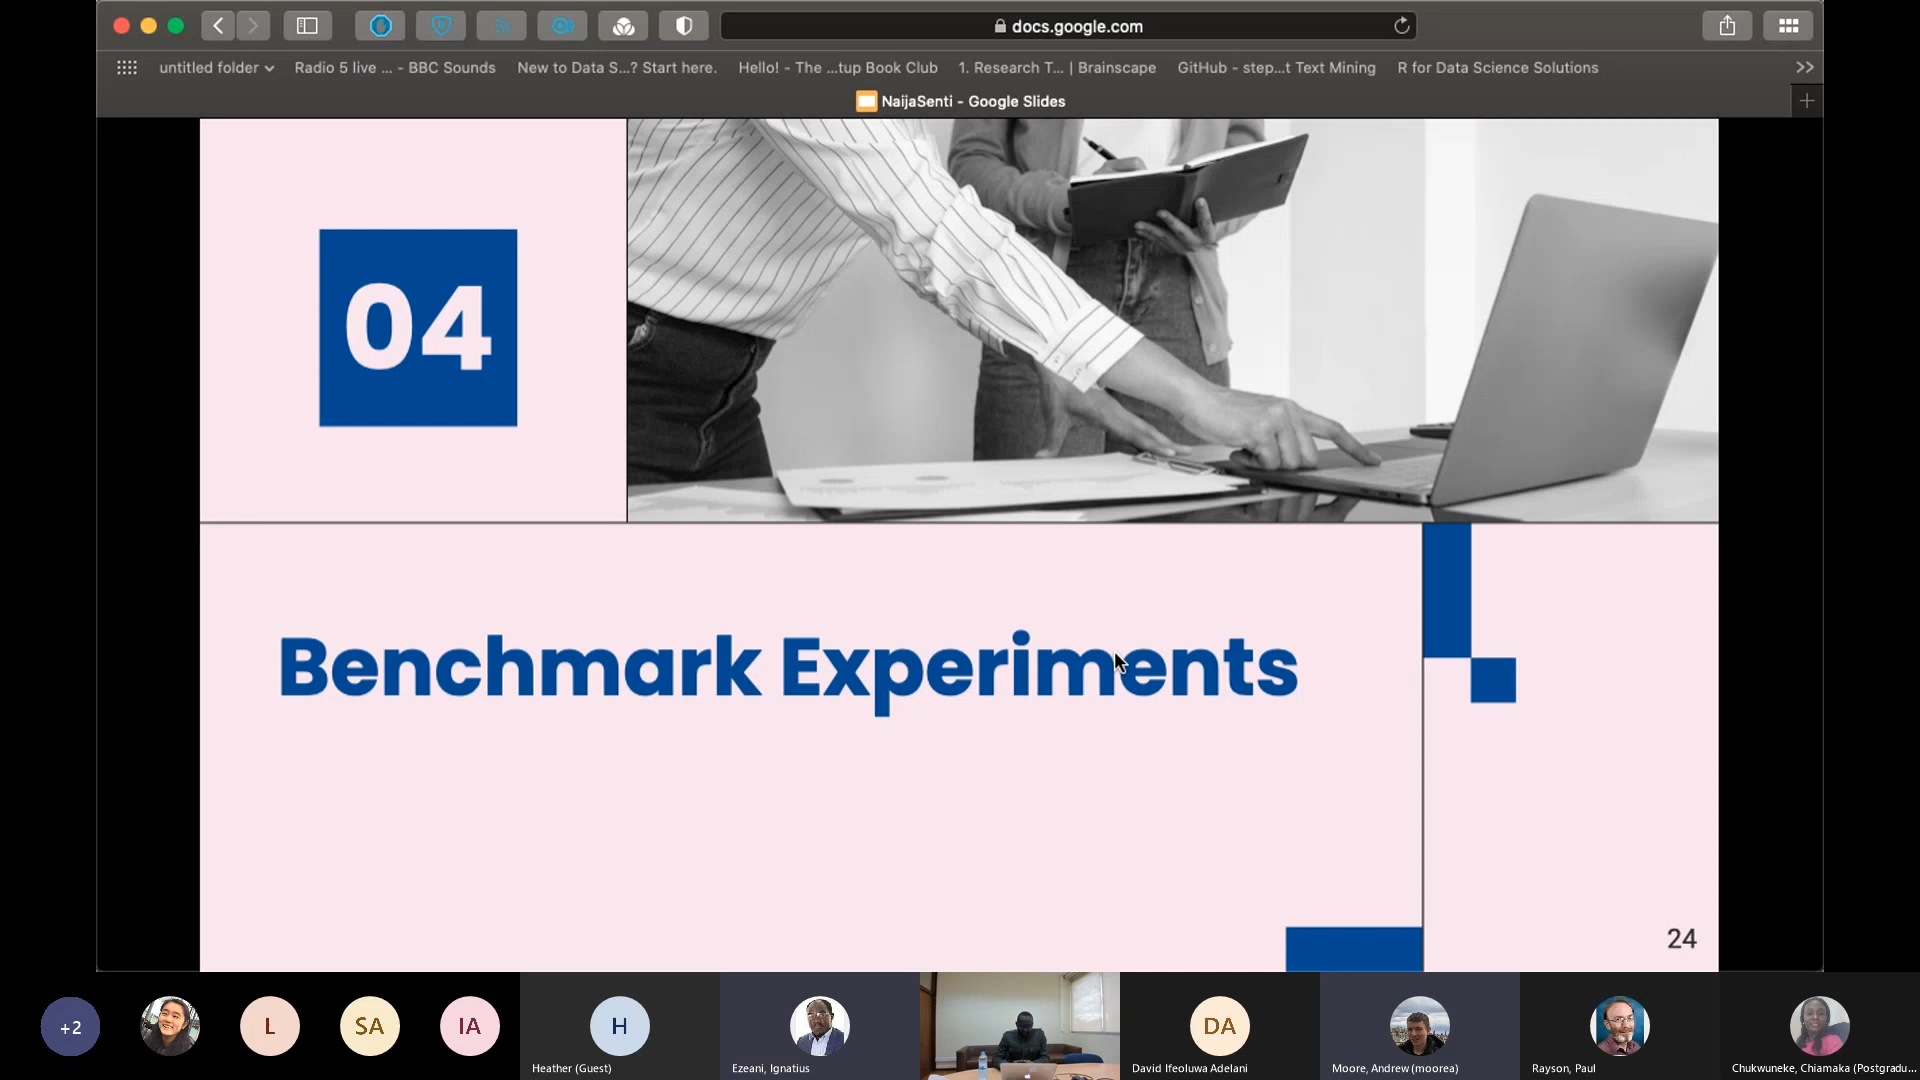 docs.google.com
untitled folder
Radio 5 live ... - BBC Sounds
New to Data S...? Start here.
Hello! - The ...tup Book Club
1. Research T... | Brainscape
GitHub - step...t Text Mining
R for Data Science Solutions
NaijaSenti - Google Slides
04
Benchmark Experiments
24
+2
L
SA
IA
H
DA
Heather (Guest)
Ezeani, Ignatius
David Ifeoluwa Adelani
Moore, Andrew (moorea)
Rayson, Paul
Chukwuneke, Chiamaka (Postgradu...